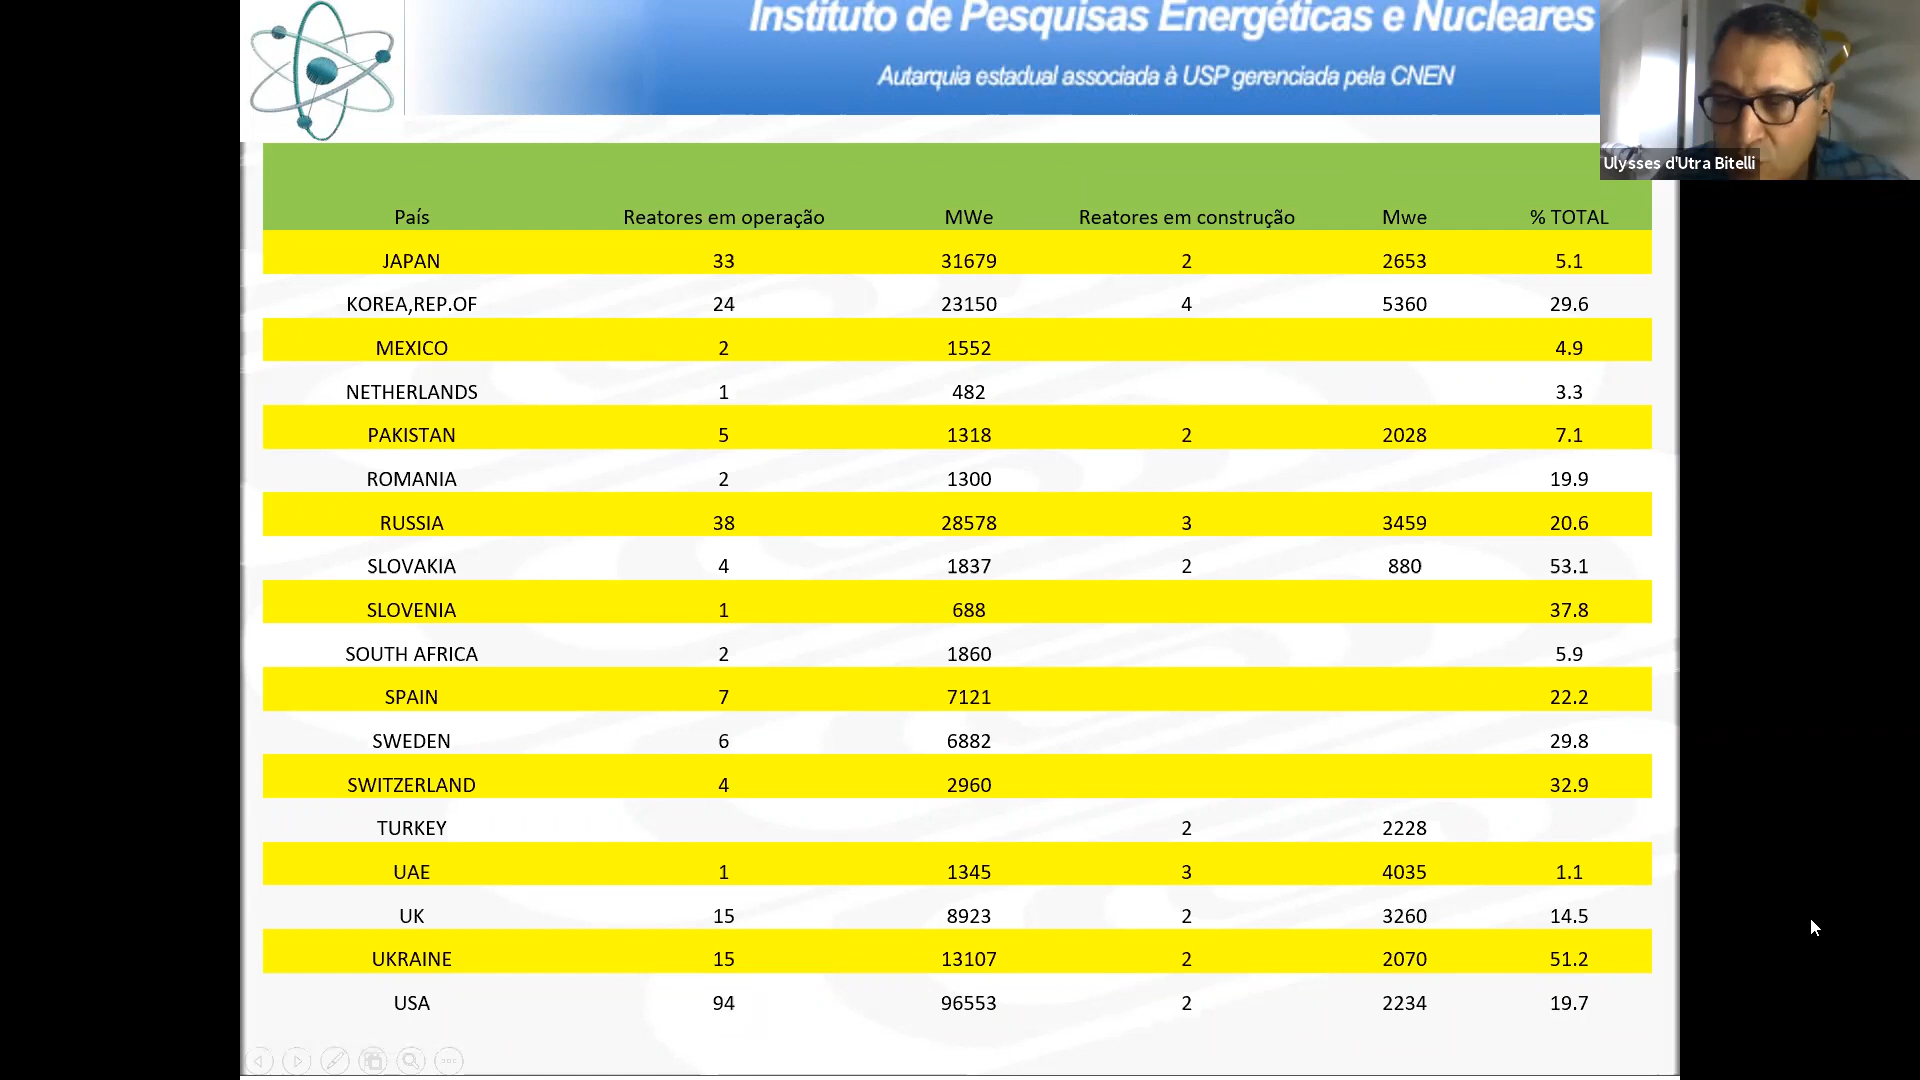 Instituto de Pesquisas Energéticas e Nucleares
Autarquia estadual associada à USP gerenciada pela CNEN
Ulysses d'Utra Bitelli
País Reatores em operação MWe Reatores em construção Mwe % TOTAL
JAPAN 33 31679 2 2653 5.1
KOREA,REP.OF 24 23150 4 5360 29.6
MEXICO 2 1552 4.9
NETHERLANDS 1 482 3.3
PAKISTAN 5 1318 2 2028 7.1
ROMANIA 2 1300 19.9
RUSSIA 38 28578 3 3459 20.6
SLOVAKIA 4 1837 2 880 53.1
SLOVENIA 1 688 37.8
SOUTH AFRICA 2 1860 5.9
SPAIN 7 7121 22.2
SWEDEN 6 6882 29.8
SWITZERLAND 4 2960 32.9
TURKEY 2 2228
UAE 1 1345 3 4035 1.1
UK 15 8923 2 3260 14.5
UKRAINE 15 13107 2 2070 51.2
USA 94 96553 2 2234 19.7